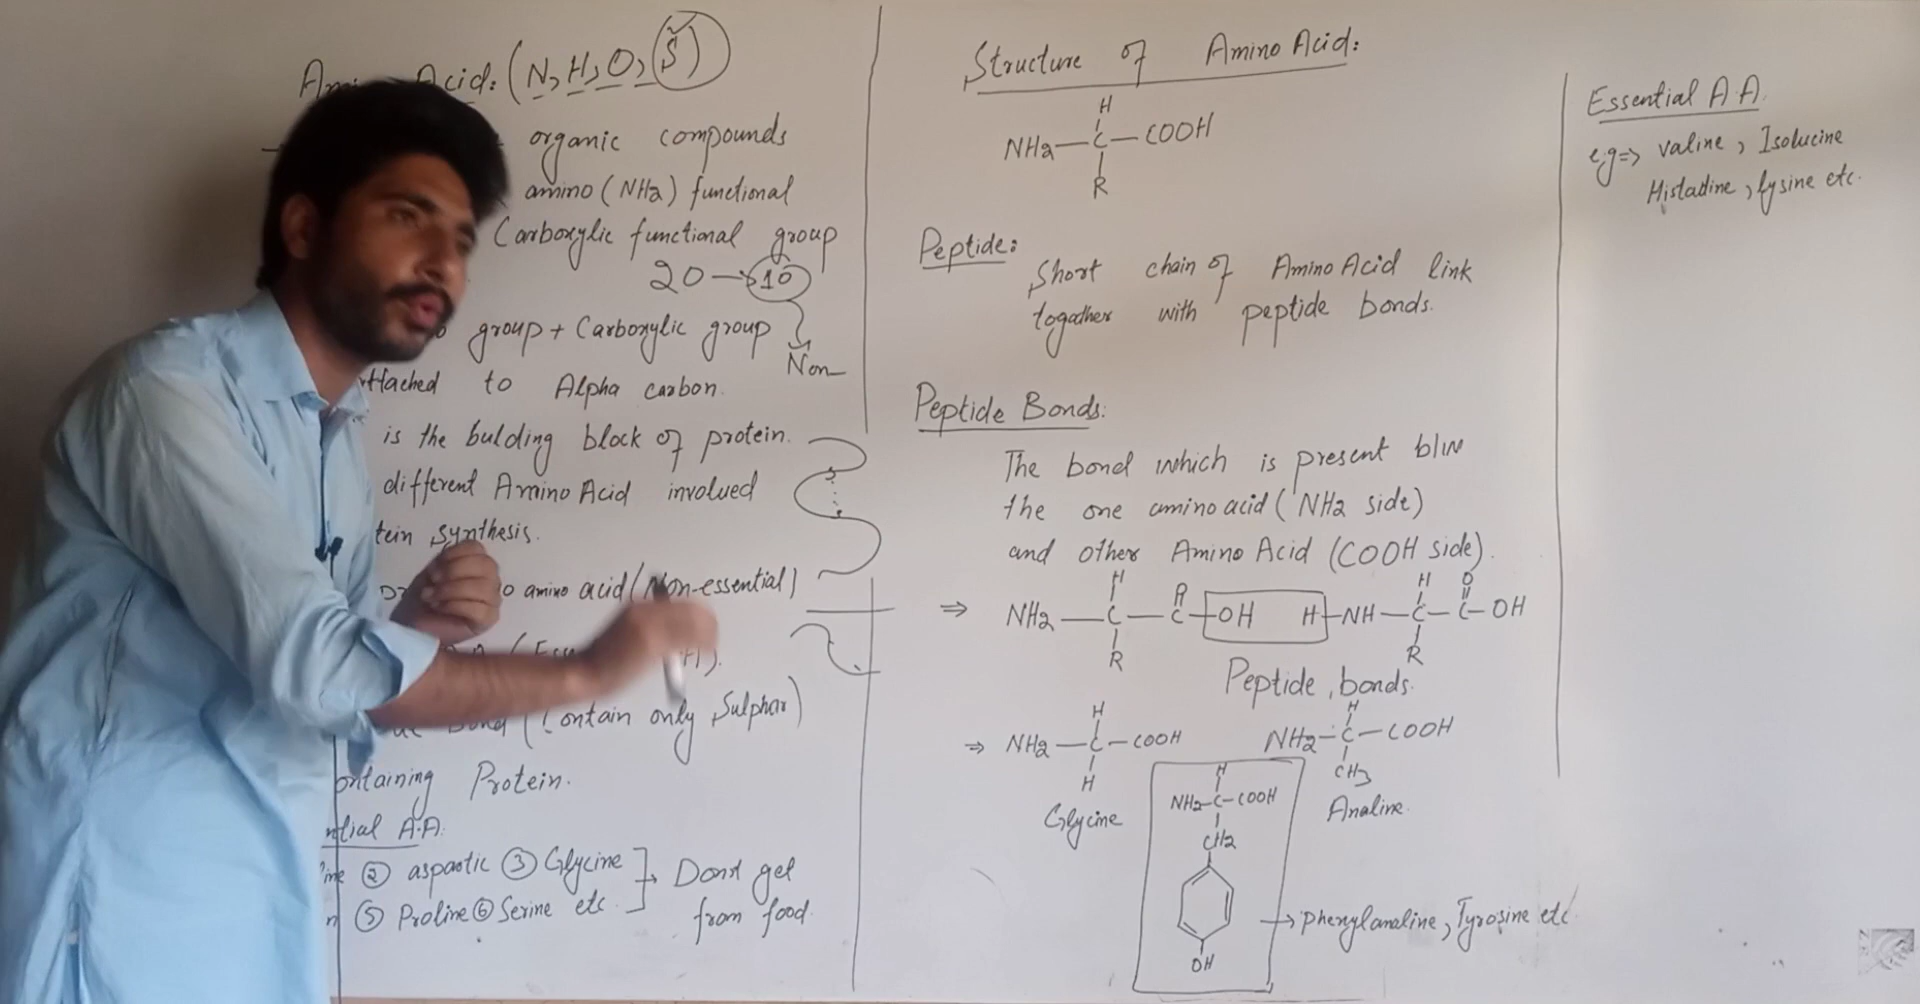 Acid: (N, H, O, S)
organic compounds
amino (NH2) functional
Carboxylic functional group
20 → 10
group + Carboxylic group
Non
attached to Alpha carbon.
is the bulding block of protein.
different Amino Acid involued
tein synthesis.
amino acid (Non-essential)
Bond (Contain only Sulphar)
ontaining Protein.
ntial A.A.
ine ② aspartic ③ Glycine
n ⑤ Proline ⑥ Serine etc.
→ Don't get
from food.
Structure of Amino Acid:
H
NH2—C—COOH
R
Peptide:
Short chain of Amino Acid link
togather with peptide bonds.
Peptide Bonds:
The bond which is present b/w
the one amino acid (NH2 side)
and other Amino Acid (COOH side).
H O H O
⇒ NH2—C—C—OH H—NH—C—C—OH
R R
Peptide bonds.
H
⇒ NH2—C—COOH
H
Glycine
H
NH2—C—COOH
CH3
Analine.
H
NH2—C—COOH
CH2
OH
→ phenylanaline, Tyrosine etc
Essential A.A.
e.g => valine, Isolucine
Histadine, lysine etc.